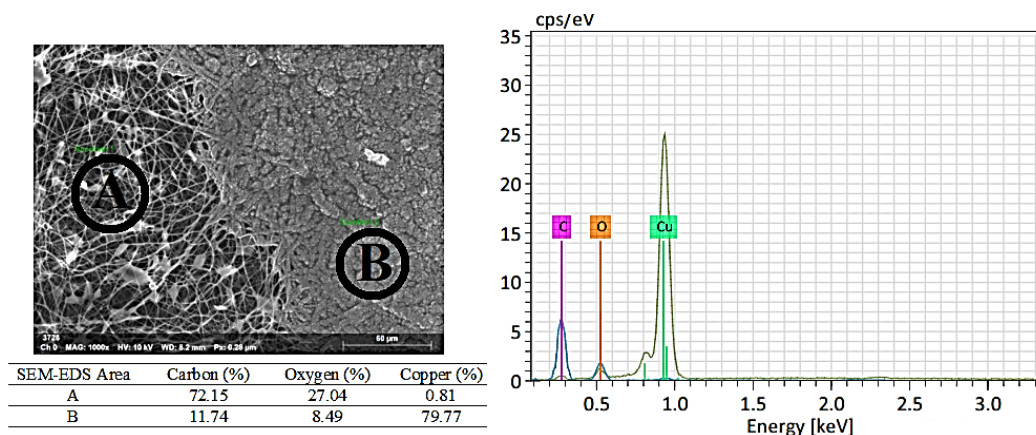 A
B
3725
Ch 0 MAG: 1000x HV: 10 kV WD: 8.2 mm Px: 0.28 µm
60 µm
SEM-EDS Area Carbon (%) Oxygen (%) Copper (%)
A 72.15 27.04 0.81
B 11.74 8.49 79.77
cps/eV
35
30
25
20
15
10
5
0
C O Cu
0.5 1.0 1.5 2.0 2.5 3.0
Energy [keV]